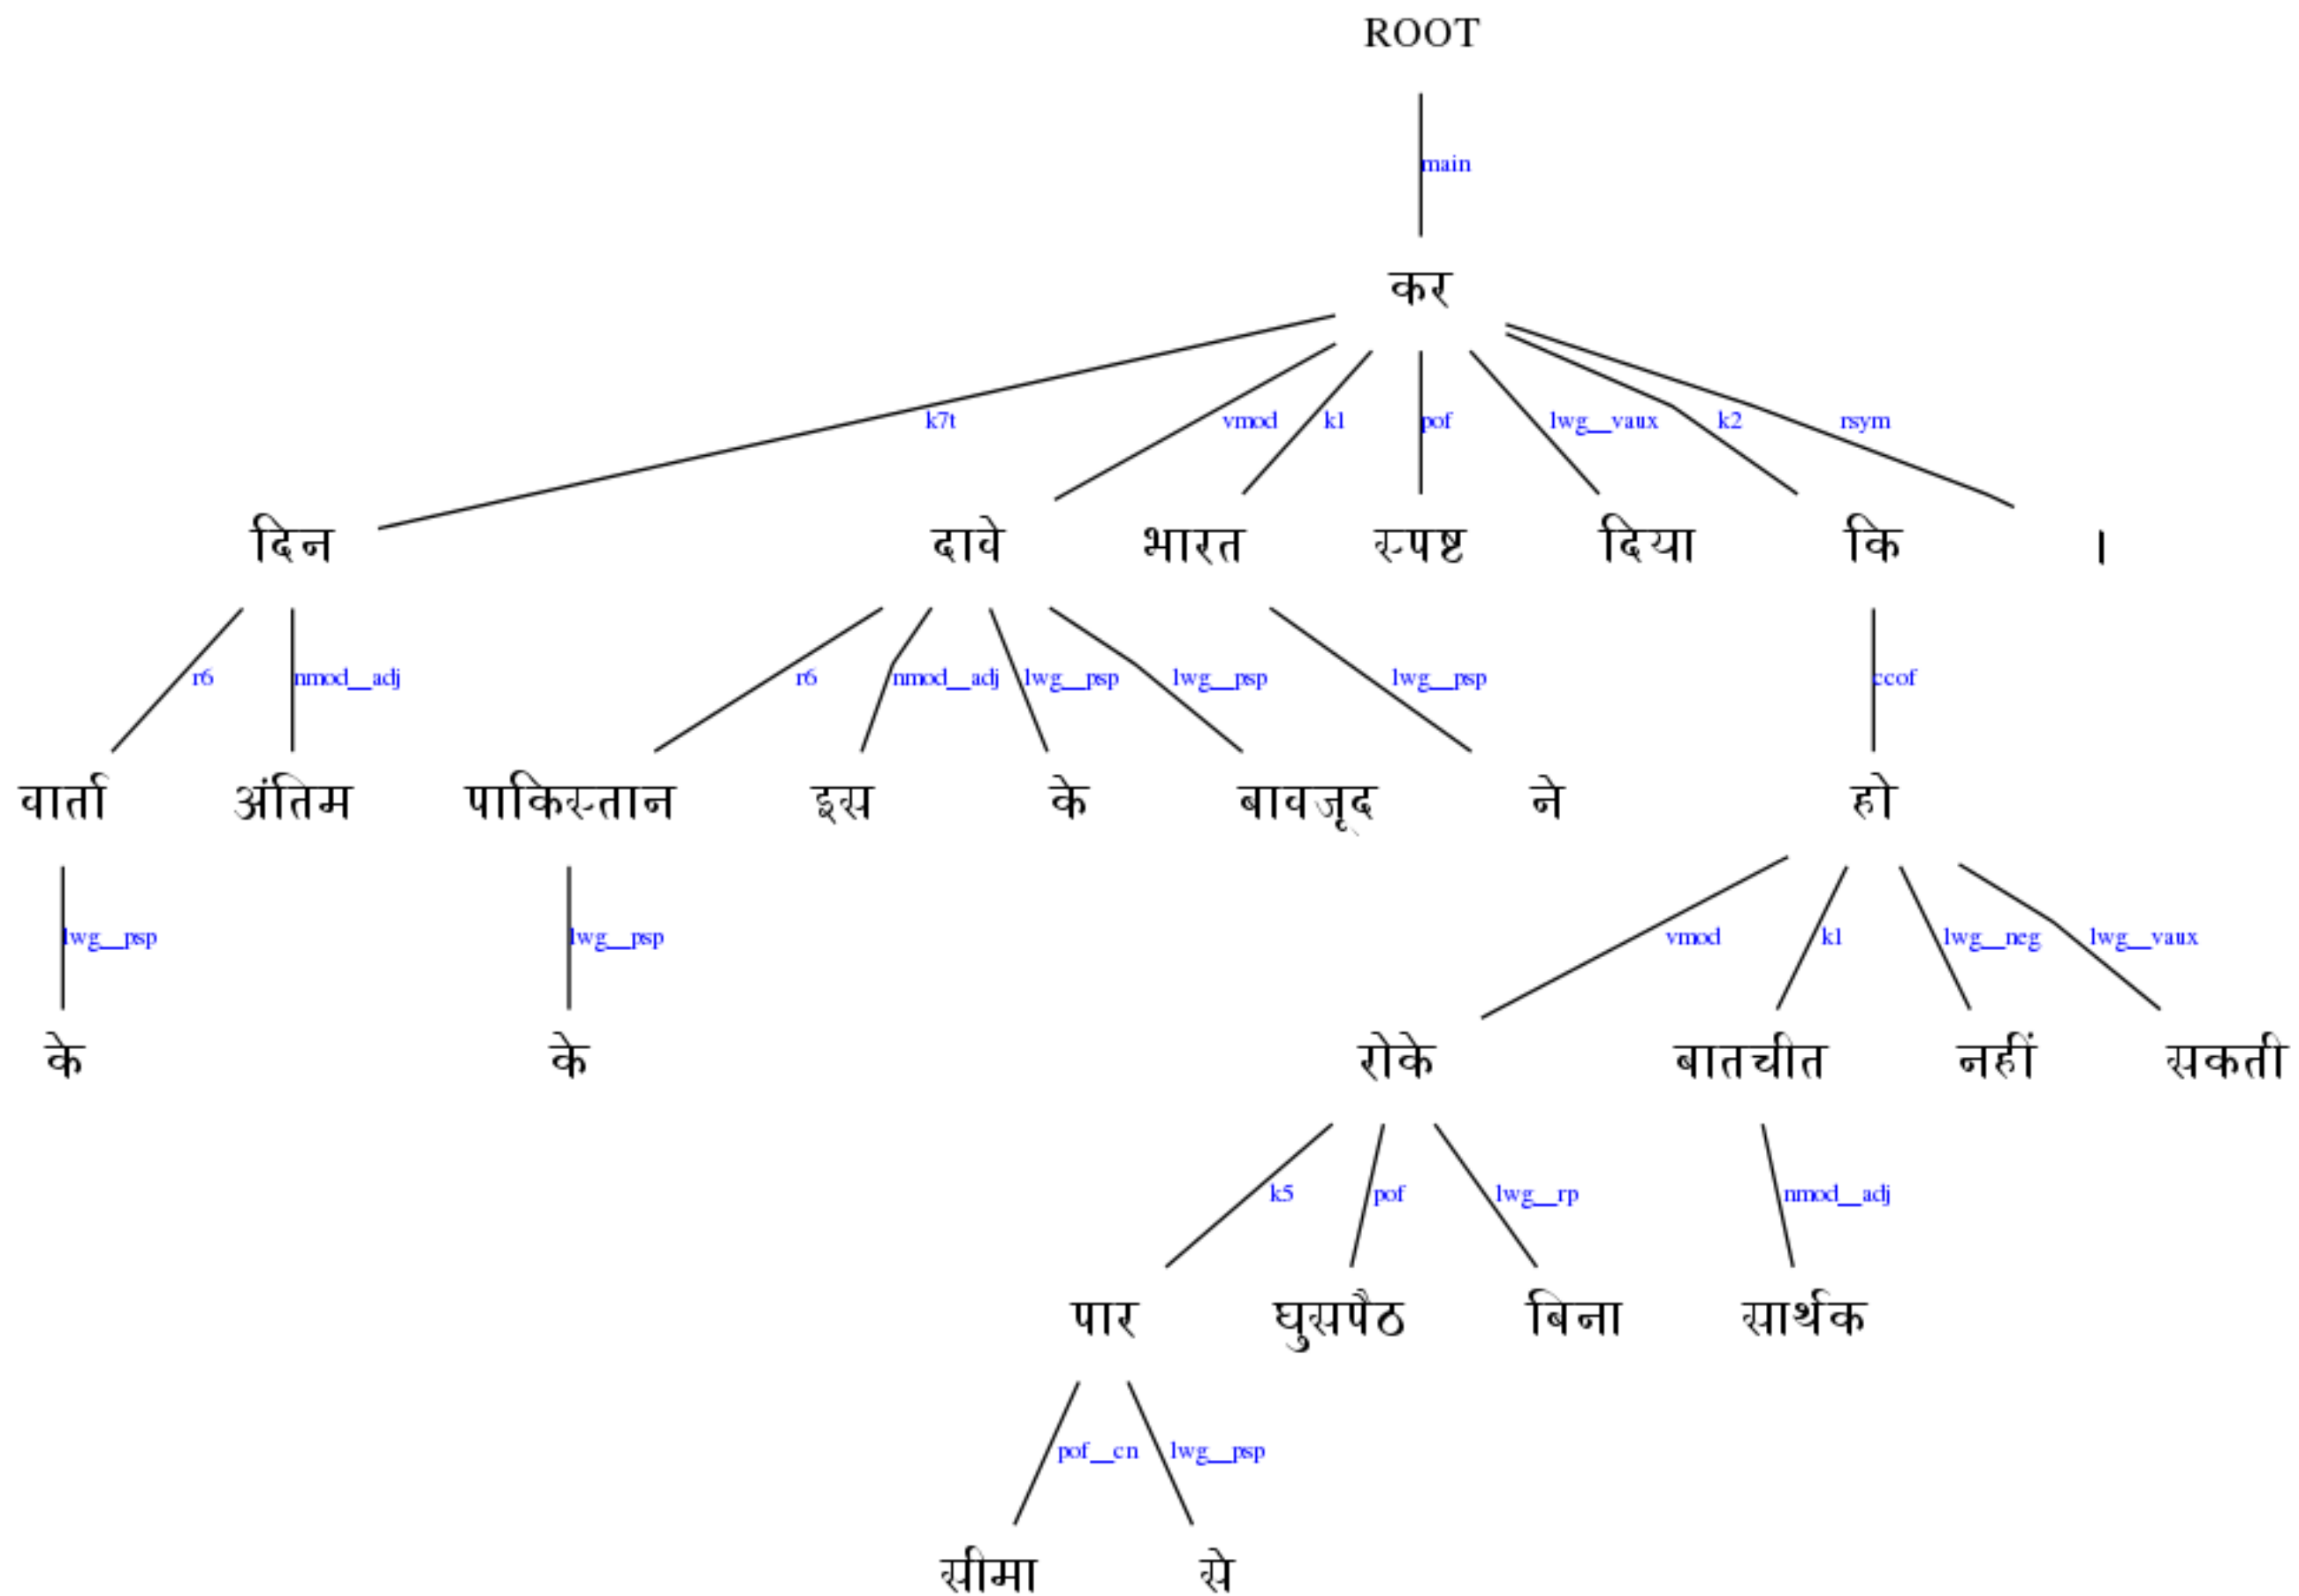 ROOT
main
कर
k7t vmod k1 pof lwg__vaux k2 rsym
दिन दावे भारत स्पष्ट दिया कि ।
r6 nmod__adj r6 nmod__adj lwg__psp lwg__psp lwg__psp ccof
वार्ता अंतिम पाकिस्तान इस के बावजूद ने हो
lwg__psp lwg__psp vmod k1 lwg__neg lwg__vaux
के के रोके बातचीत नहीं सकती
k5 pof lwg__rp nmod__adj
पार घुसपैठ बिना सार्थक
pof__cn lwg__psp
सीमा से